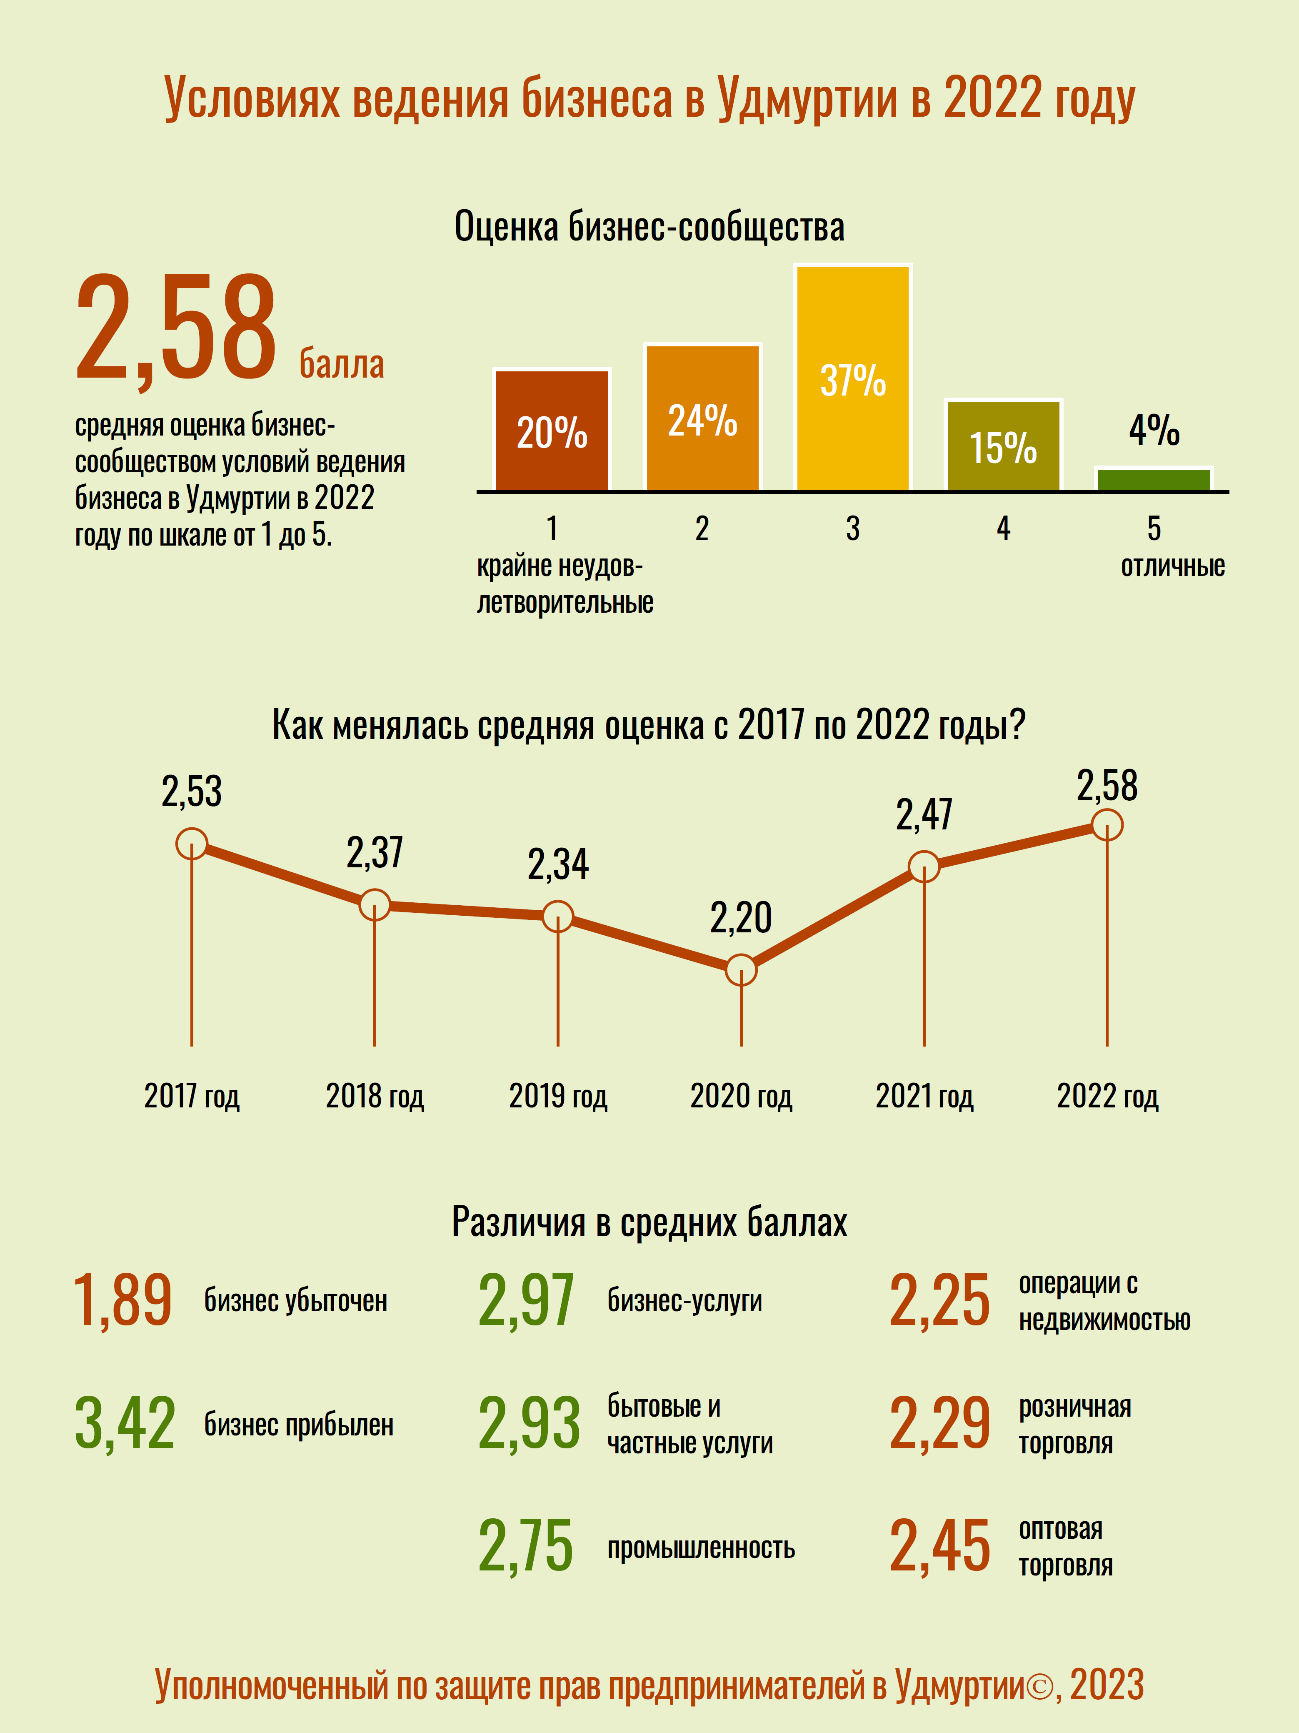 Условиях ведения бизнеса в Удмуртии в 2022 году
Оценка бизнес-сообщества
2,58 балла
средняя оценка бизнес-
сообществом условий ведения
бизнеса в Удмуртии в 2022
году по шкале от 1 до 5.
20%
24%
37%
15%
4%
1
2
3
4
5
крайне неудов-
летворительные
отличные
Как менялась средняя оценка с 2017 по 2022 годы?
2,53
2,37
2,34
2,20
2,47
2,58
2017 год
2018 год
2019 год
2020 год
2021 год
2022 год
Различия в средних баллах
1,89 бизнес убыточен
3,42 бизнес прибылен
2,97 бизнес-услуги
2,93 бытовые и
частные услуги
2,75 промышленность
2,25 операции с
недвижимостью
2,29 розничная
торговля
2,45 оптовая
торговля
Уполномоченный по защите прав предпринимателей в Удмуртии©, 2023